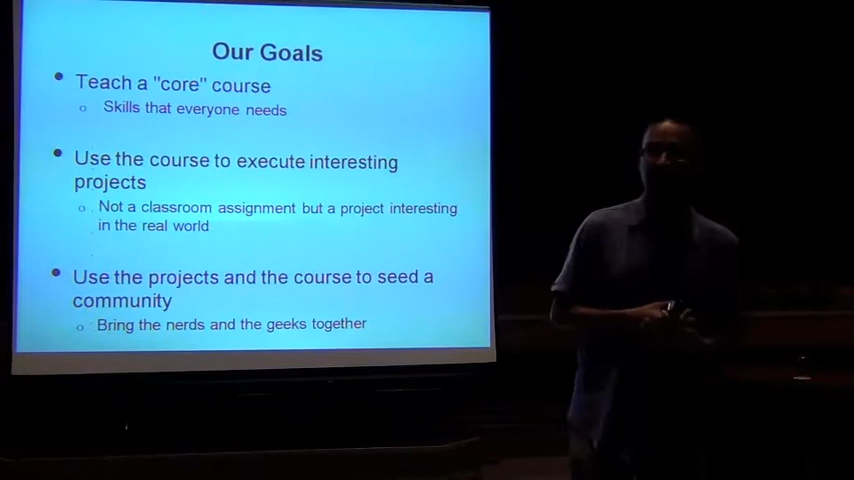 Our Goals
• Teach a "core" course
o Skills that everyone needs
• Use the course to execute interesting
projects
o Not a classroom assignment but a project interesting
in the real world
• Use the projects and the course to seed a
community
o Bring the nerds and the geeks together